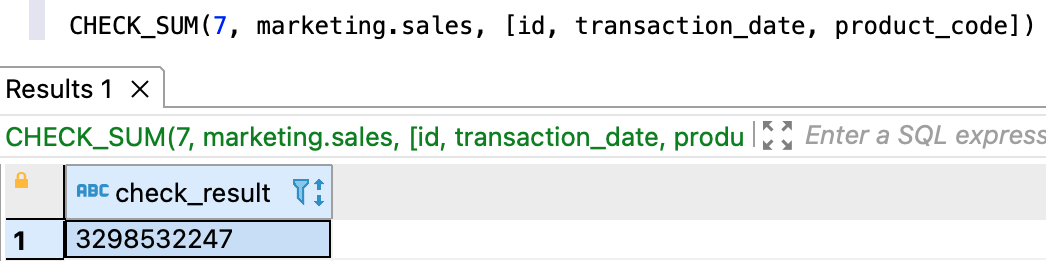 CHECK_SUM(7, marketing.sales, [id, transaction_date, product_code])
Results 1
CHECK_SUM(7, marketing.sales, [id, transaction_date, produ
Enter a SQL express
ABC check_result
1 3298532247